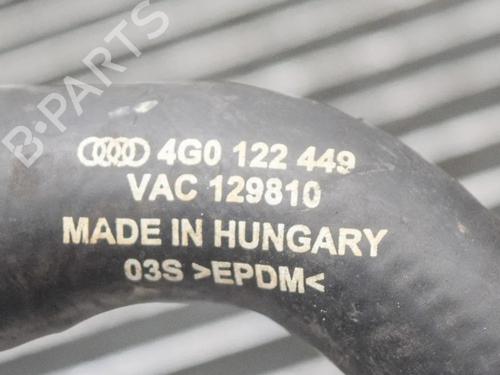 B-PARTS
4G0 122 449
VAC 129810
MADE IN HUNGARY
03S >EPDM<